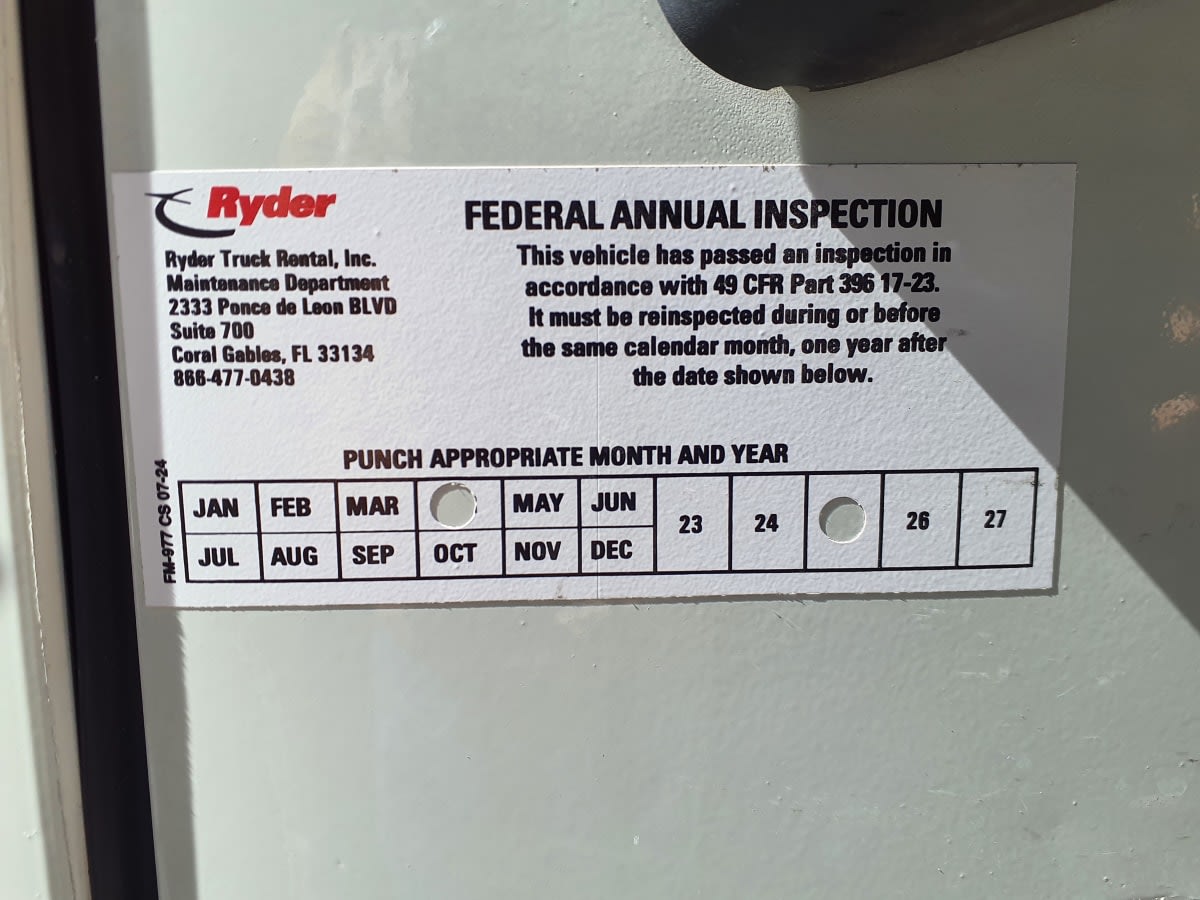 Ryder
Ryder Truck Rental, Inc.
Maintenance Department
2333 Ponce de Leon BLVD
Suite 700
Coral Gables, FL 33134
866-477-0438
FEDERAL ANNUAL INSPECTION
This vehicle has passed an inspection in
accordance with 49 CFR Part 396 17-23.
It must be reinspected during or before
the same calendar month, one year after
the date shown below.
PUNCH APPROPRIATE MONTH AND YEAR
JAN FEB MAR MAY JUN 23 24 26 27
JUL AUG SEP OCT NOV DEC
FM-977 CS 07-24